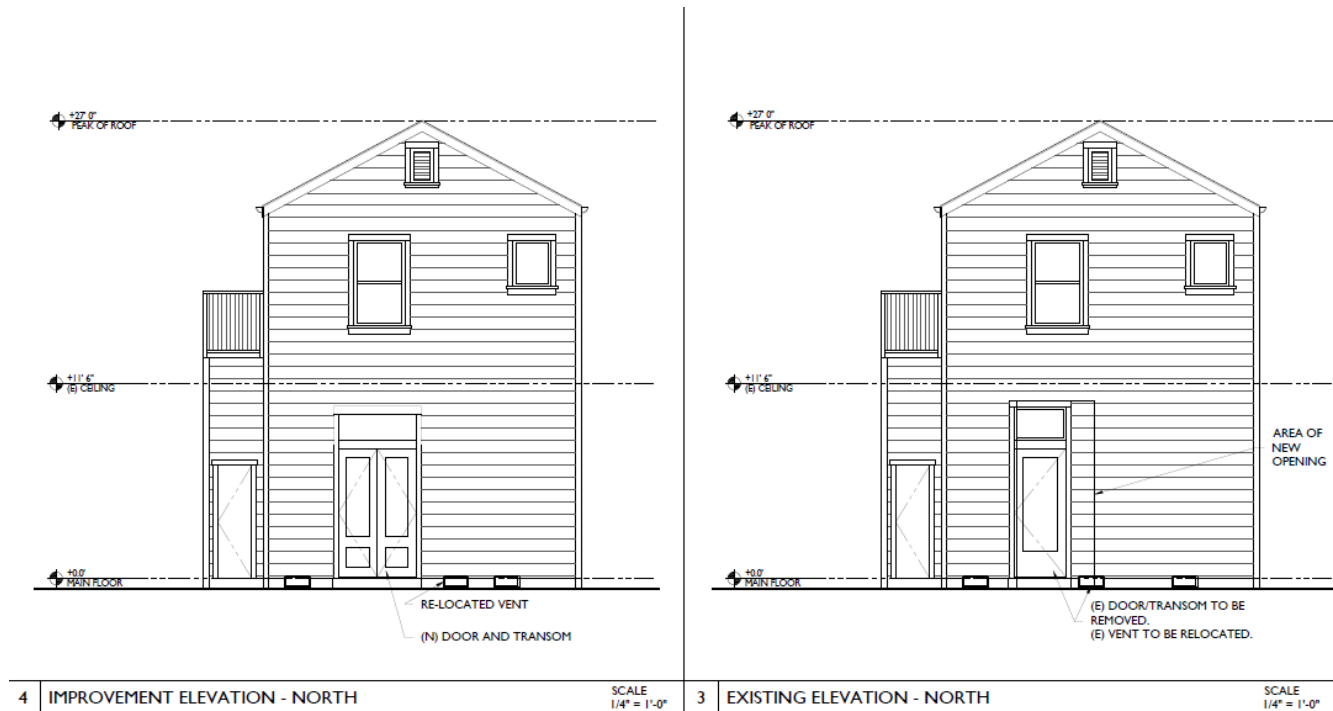 +27' 0"
PEAK OF ROOF
+11' 6"
(E) CEILING
+0.0'
MAIN FLOOR
RE-LOCATED VENT
(N) DOOR AND TRANSOM
4 IMPROVEMENT ELEVATION - NORTH
SCALE
1/4" = 1'-0"
+27' 0"
PEAK OF ROOF
+11' 6"
(E) CEILING
AREA OF
NEW
OPENING
+0.0'
MAIN FLOOR
(E) DOOR/TRANSOM TO BE
REMOVED.
(E) VENT TO BE RELOCATED.
3 EXISTING ELEVATION - NORTH
SCALE
1/4" = 1'-0"